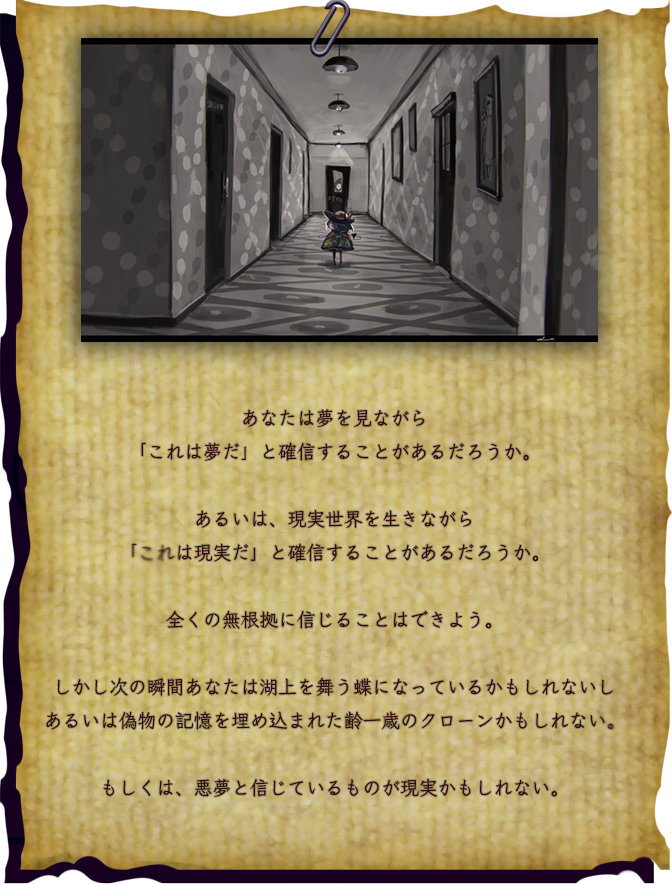 あなたは夢を見ながら
「これは夢だ」と確信することがあるだろうか。
あるいは、現実世界を生きながら
「これは現実だ」と確信することがあるだろうか。
全くの無根拠に信じることはできよう。
しかし次の瞬間あなたは湖上を舞う蝶になっているかもしれないし
あるいは偽物の記憶を埋め込まれた齢一歳のクローンかもしれない。
もしくは、悪夢と信じているものが現実かもしれない。